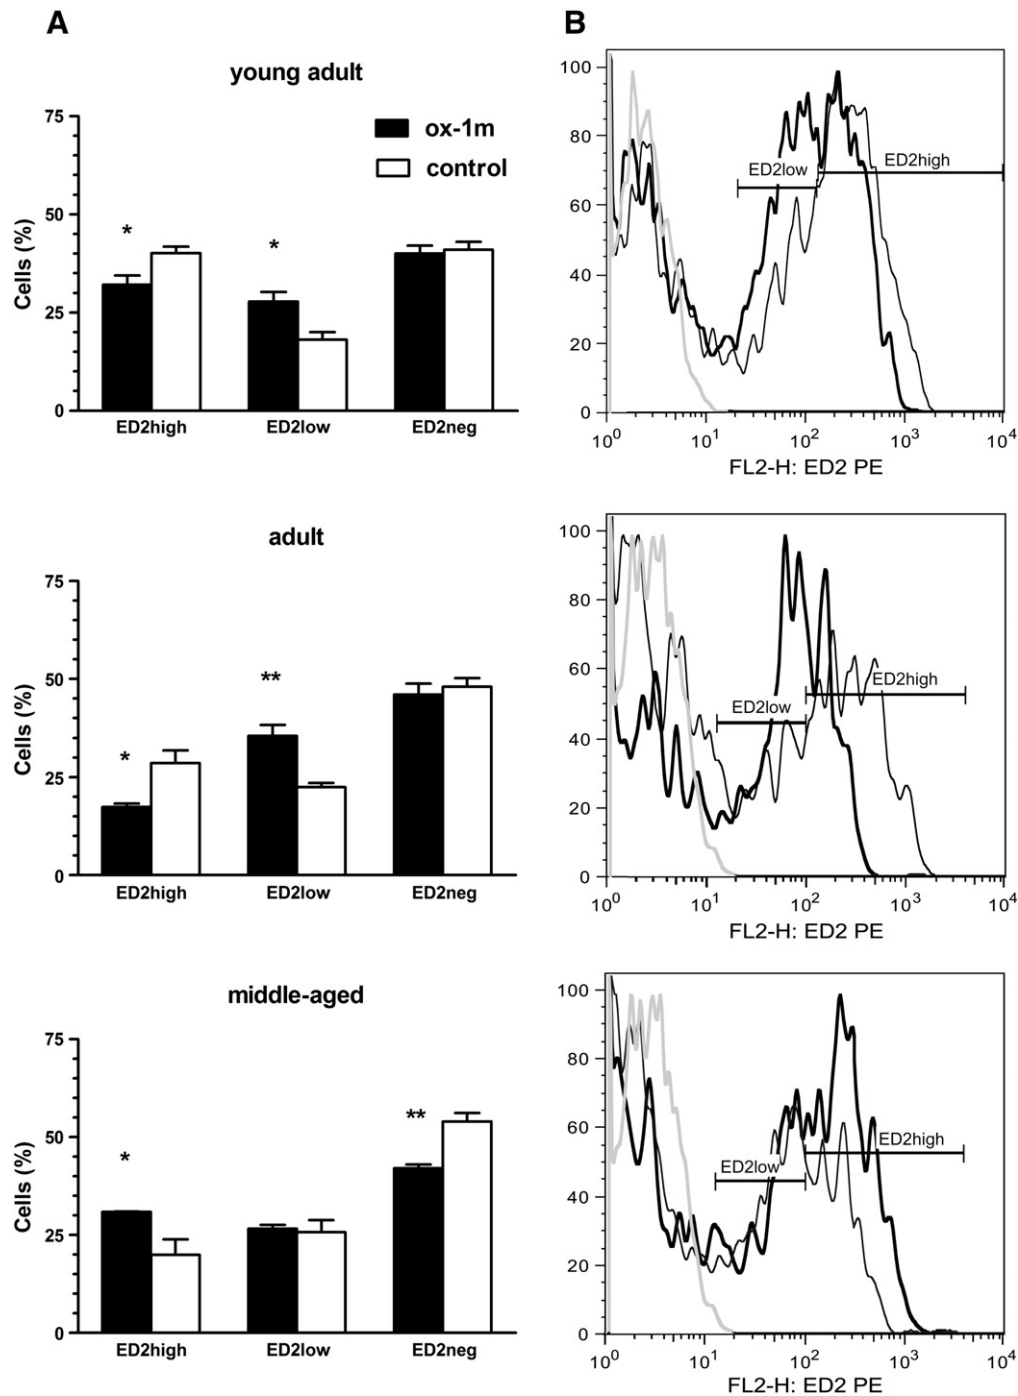 A
B
young adult
ox-1m
control
75
50
25
0
Cells (%)
*
*
ED2high
ED2low
ED2neg
100
80
60
40
20
0
ED2low
ED2high
10^0
10^1
10^2
10^3
10^4
FL2-H: ED2 PE
adult
75
50
25
0
Cells (%)
*
**
ED2high
ED2low
ED2neg
100
80
60
40
20
0
ED2low
ED2high
10^0
10^1
10^2
10^3
10^4
FL2-H: ED2 PE
middle-aged
75
50
25
0
Cells (%)
*
**
ED2high
ED2low
ED2neg
100
80
60
40
20
0
ED2low
ED2high
10^0
10^1
10^2
10^3
10^4
FL2-H: ED2 PE